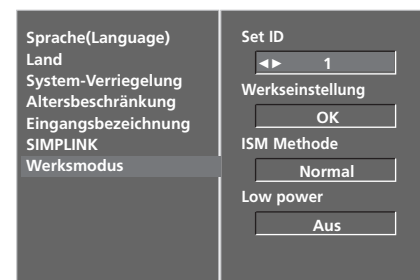 Sprache(Language)
Land
System-Verriegelung
Altersbeschränkung
Eingangsbezeichnung
SIMPLINK
Werksmodus
Set ID
◄► 1
Werkseinstellung
OK
ISM Methode
Normal
Low power
Aus